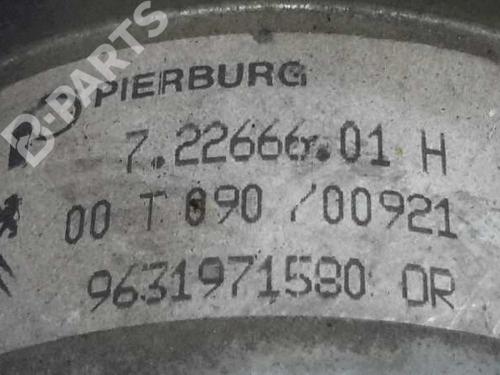 B-PARTS
PIERBURG
7.22666.01 H
00 T 090 /00921
9631971580 OR